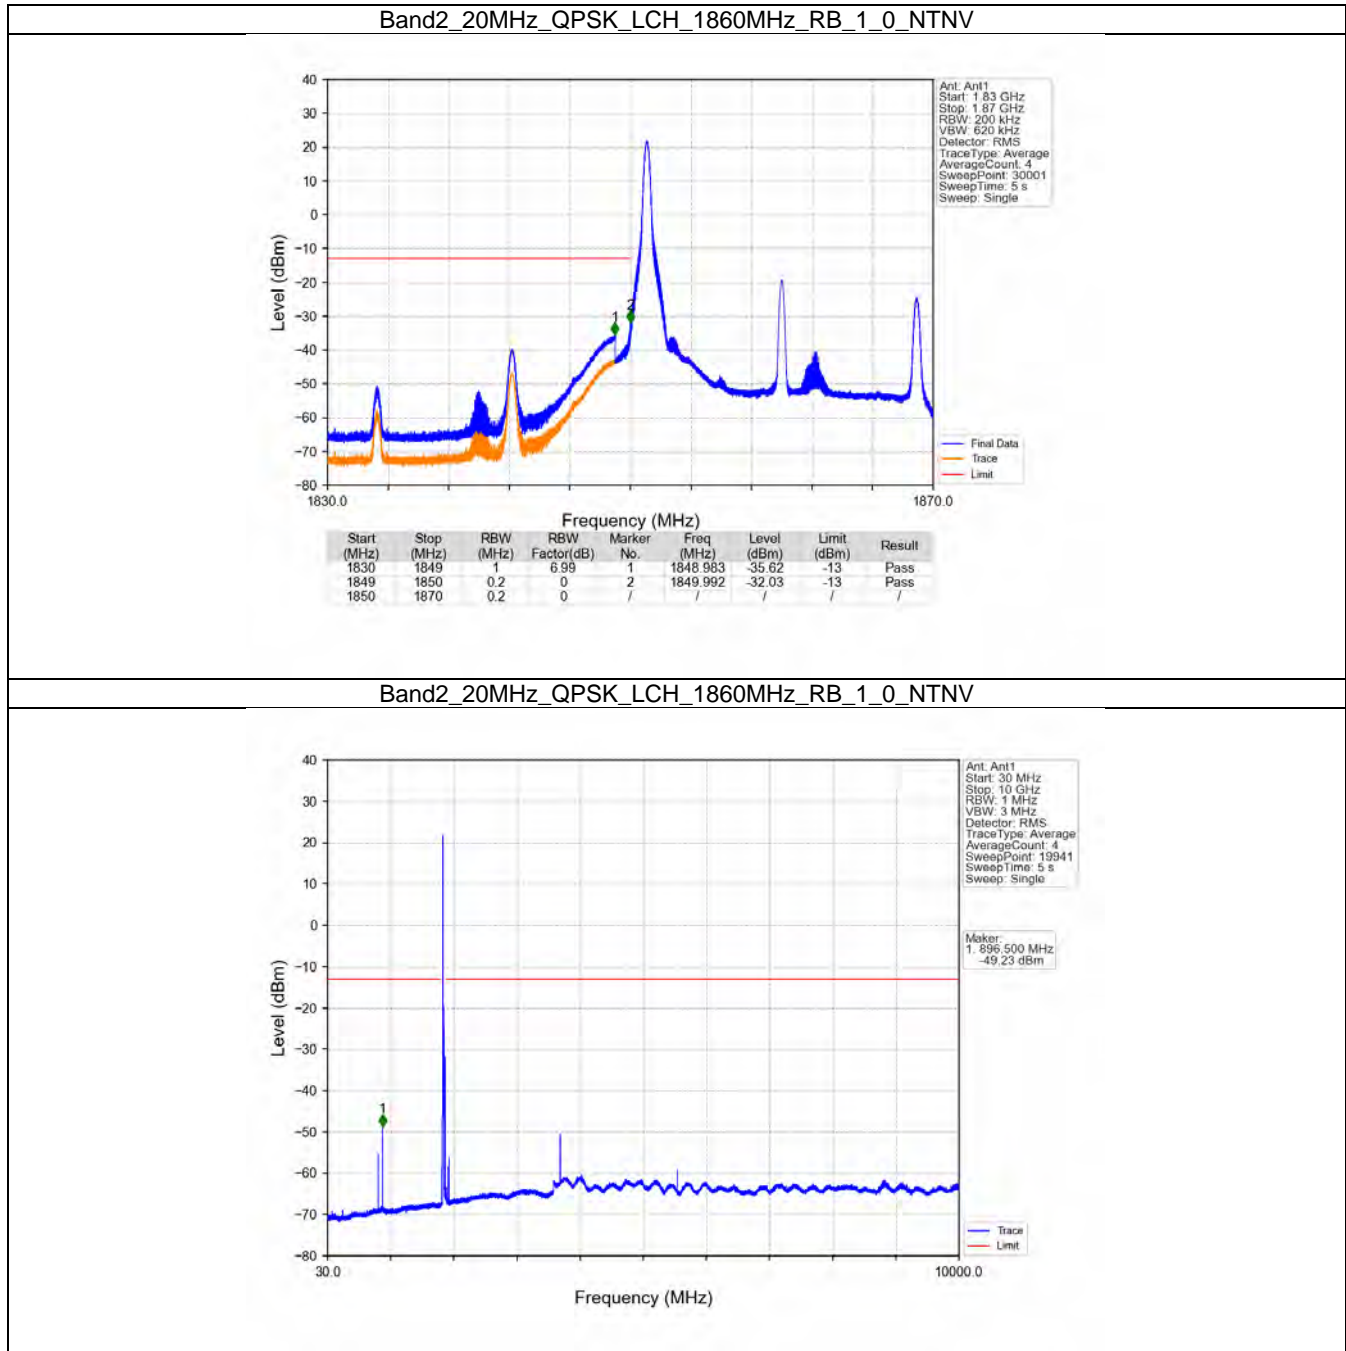 Band2_20MHz_QPSK_LCH_1860MHz_RB_1_0_NTNV
40
30
20
10
0
−10
−20
−30
−40
−50
−60
−70
−80
Level (dBm)
1
2
1830.0
1870.0
Frequency (MHz)
Ant: Ant1
Start: 1.83 GHz
Stop: 1.87 GHz
RBW: 200 kHz
VBW: 620 kHz
Detector: RMS
TraceType: Average
AverageCount: 4
SweepPoint: 30001
SweepTime: 5 s
Sweep: Single
Final Data
Trace
Limit
Start (MHz) Stop (MHz) RBW (MHz) RBW Factor(dB) Marker No. Freq (MHz) Level (dBm) Limit (dBm) Result
1830 1849 1 6.99 1 1848.983 -35.62 -13 Pass
1849 1850 0.2 0 2 1849.992 -32.03 -13 Pass
1850 1870 0.2 0 / / / / /
Band2_20MHz_QPSK_LCH_1860MHz_RB_1_0_NTNV
40
30
20
10
0
−10
−20
−30
−40
−50
−60
−70
−80
Level (dBm)
1
30.0
10000.0
Frequency (MHz)
Ant: Ant1
Start: 30 MHz
Stop: 10 GHz
RBW: 1 MHz
VBW: 3 MHz
Detector: RMS
TraceType: Average
AverageCount: 4
SweepPoint: 19941
SweepTime: 5 s
Sweep: Single
Maker:
1. 896.500 MHz
-49.23 dBm
Trace
Limit